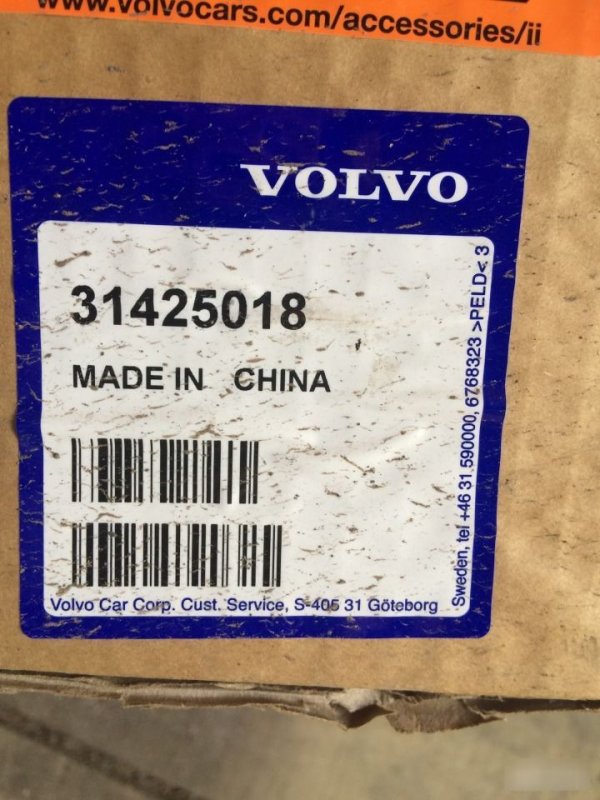 www.volvocars.com/accessories/ii
VOLVO
31425018
MADE IN CHINA
Volvo Car Corp. Cust. Service, S-405 31 Göteborg
Sweden, tel +46 31 590000, 6768323 >PELD< 3